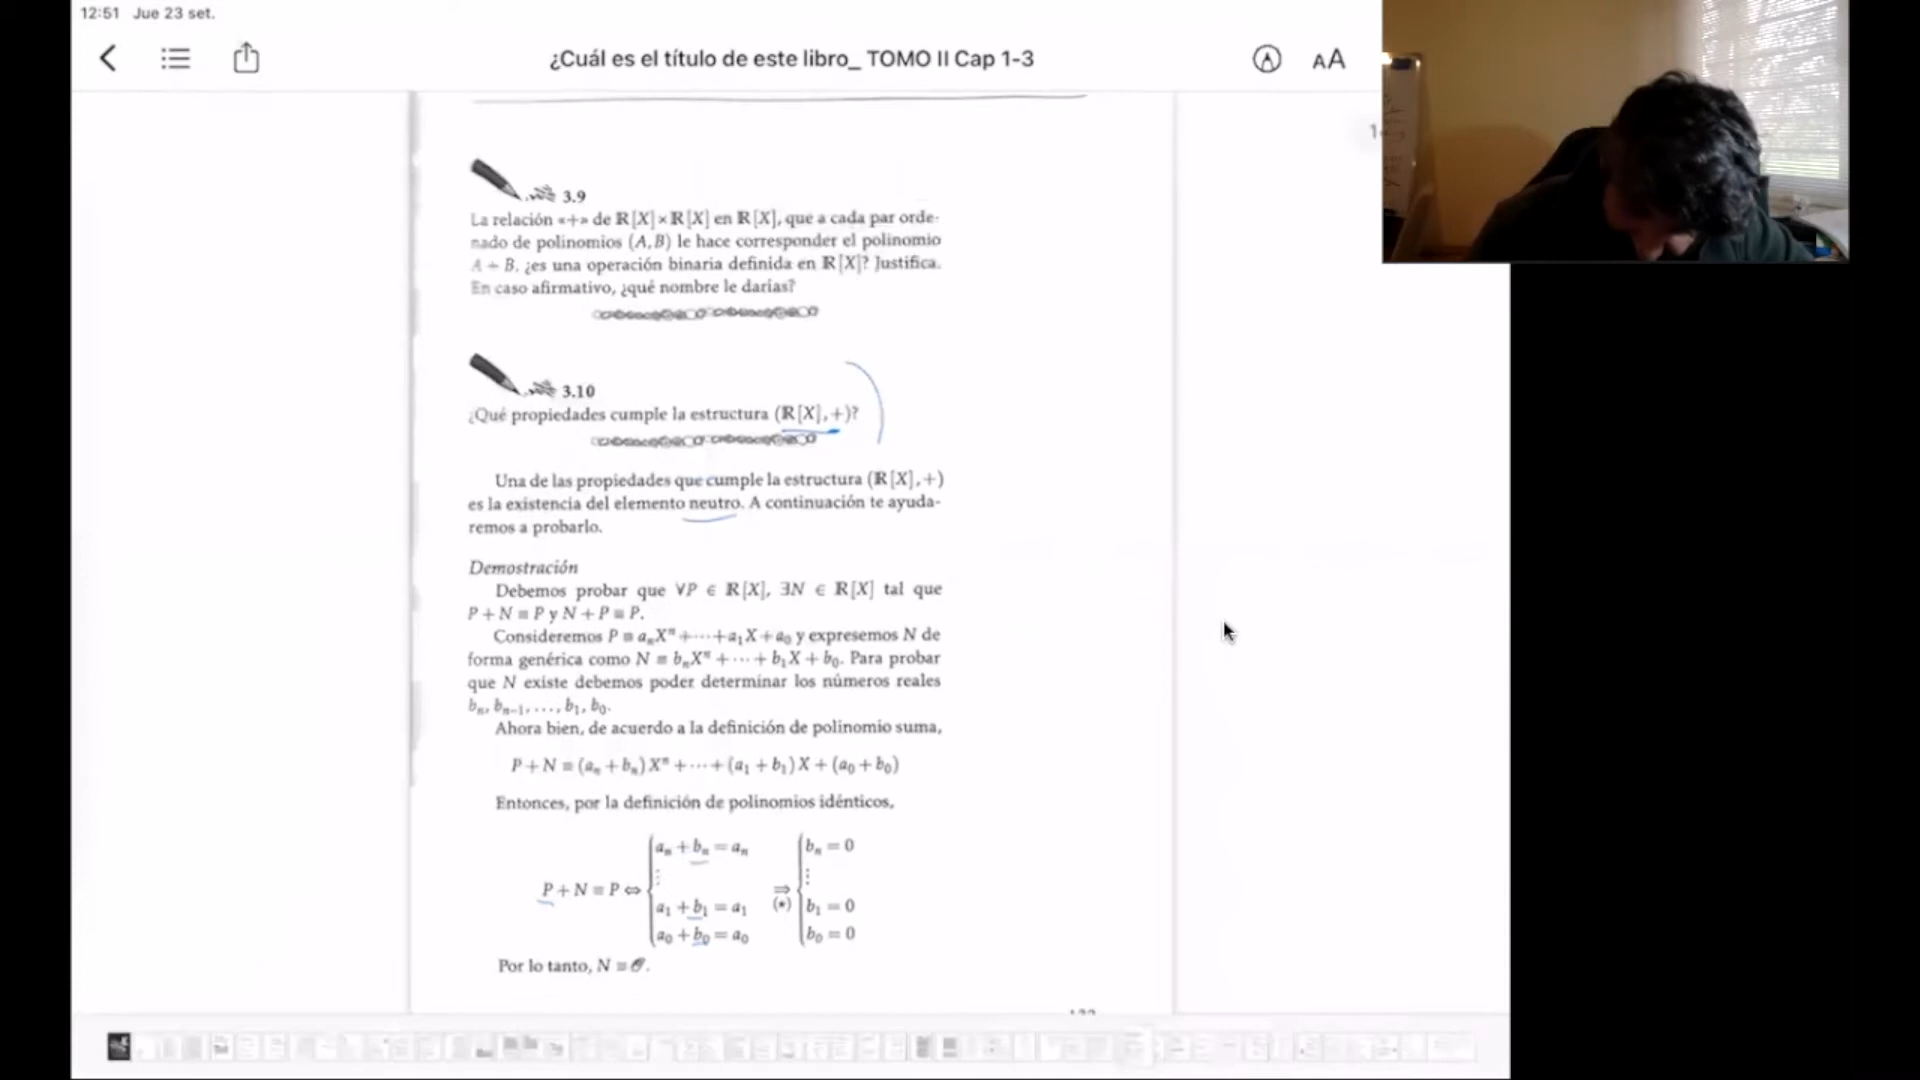 12:51 Jue 23 set.
¿Cuál es el título de este libro_ TOMO II Cap 1-3
AA
3.9
La relación «+» de ℝ[X]×ℝ[X] en ℝ[X], que a cada par orde-
nado de polinomios (A,B) le hace corresponder el polinomio
A + B, ¿es una operación binaria definida en ℝ[X]? Justifica.
En caso afirmativo, ¿qué nombre le darías?
3.10
¿Qué propiedades cumple la estructura (ℝ[X],+)?
Una de las propiedades que cumple la estructura (ℝ[X],+)
es la existencia del elemento neutro. A continuación te ayuda-
remos a probarlo.
Demostración
Debemos probar que ∀P ∈ ℝ[X], ∃N ∈ ℝ[X] tal que
P + N ≡ P y N + P ≡ P.
Consideremos P ≡ aₙXⁿ + ⋯ + a₁X + a₀ y expresemos N de
forma genérica como N ≡ bₙXⁿ + ⋯ + b₁X + b₀. Para probar
que N existe debemos poder determinar los números reales
bₙ, bₙ₋₁, …, b₁, b₀.
Ahora bien, de acuerdo a la definición de polinomio suma,
P + N ≡ (aₙ + bₙ)Xⁿ + ⋯ + (a₁ + b₁)X + (a₀ + b₀)
Entonces, por la definición de polinomios idénticos,
aₙ + bₙ = aₙ bₙ = 0
⋮ ⋮
P + N ≡ P ⇔ ⇒
a₁ + b₁ = a₁ (*) b₁ = 0
a₀ + b₀ = a₀ b₀ = 0
Por lo tanto, N ≡ 𝒪.